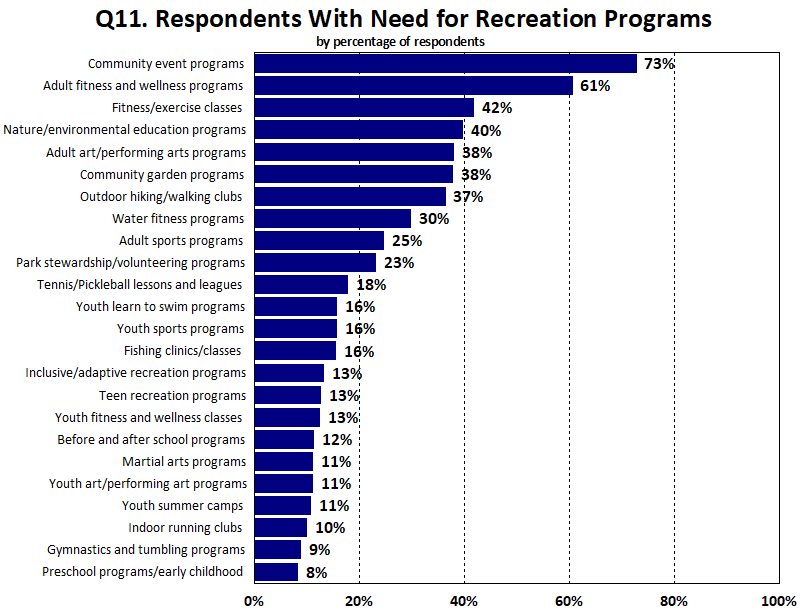 Q11. Respondents With Need for Recreation Programs
by percentage of respondents
Community event programs 73%
Adult fitness and wellness programs 61%
Fitness/exercise classes 42%
Nature/environmental education programs 40%
Adult art/performing arts programs 38%
Community garden programs 38%
Outdoor hiking/walking clubs 37%
Water fitness programs 30%
Adult sports programs 25%
Park stewardship/volunteering programs 23%
Tennis/Pickleball lessons and leagues 18%
Youth learn to swim programs 16%
Youth sports programs 16%
Fishing clinics/classes 16%
Inclusive/adaptive recreation programs 13%
Teen recreation programs 13%
Youth fitness and wellness classes 13%
Before and after school programs 12%
Martial arts programs 11%
Youth art/performing art programs 11%
Youth summer camps 11%
Indoor running clubs 10%
Gymnastics and tumbling programs 9%
Preschool programs/early childhood 8%
0% 20% 40% 60% 80% 100%